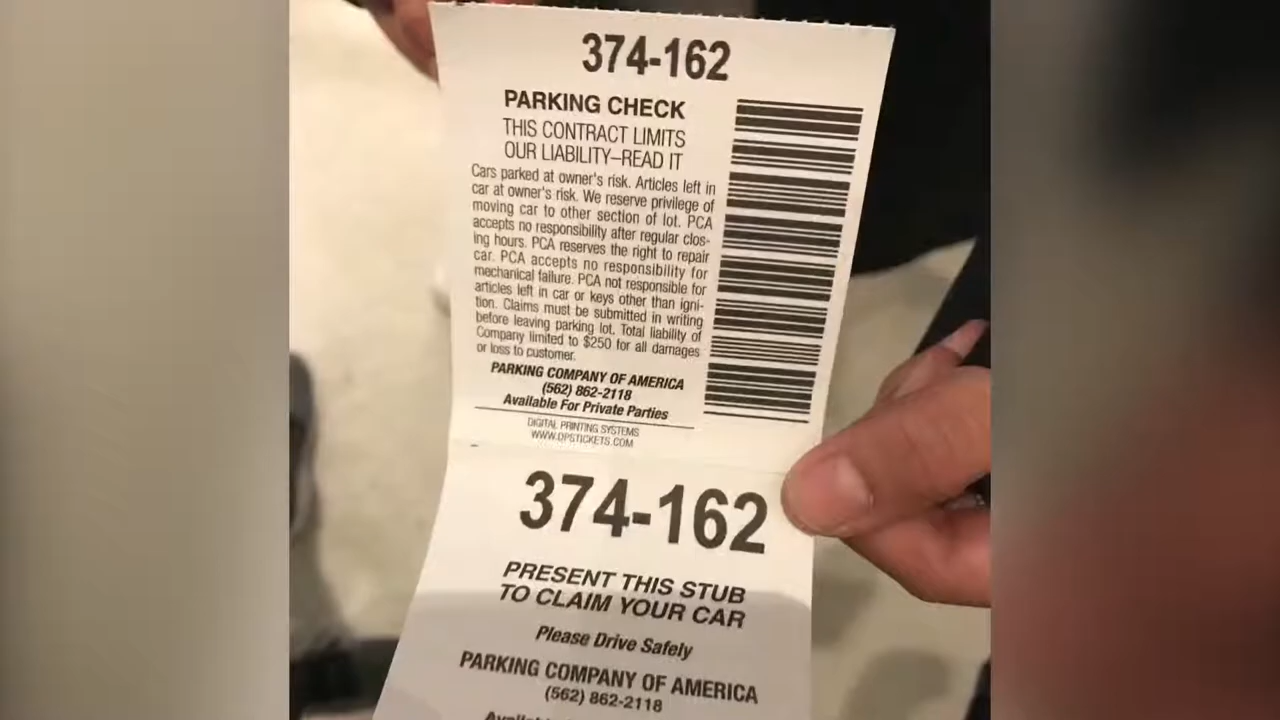 374-162
PARKING CHECK
THIS CONTRACT LIMITS
OUR LIABILITY–READ IT
Cars parked at owner's risk. Articles left in
car at owner's risk. We reserve privilege of
moving car to other section of lot. PCA
accepts no responsibility after regular clos-
ing hours. PCA reserves the right to repair
car. PCA accepts no responsibility for
mechanical failure. PCA not responsible for
articles left in car or keys other than igni-
tion. Claims must be submitted in writing
before leaving parking lot. Total liability of
Company limited to $250 for all damages
or loss to customer.
PARKING COMPANY OF AMERICA
(562) 862-2118
Available For Private Parties
DIGITAL PRINTING SYSTEMS
WWW.DPSTICKETS.COM
374-162
PRESENT THIS STUB
TO CLAIM YOUR CAR
Please Drive Safely
PARKING COMPANY OF AMERICA
(562) 862-2118